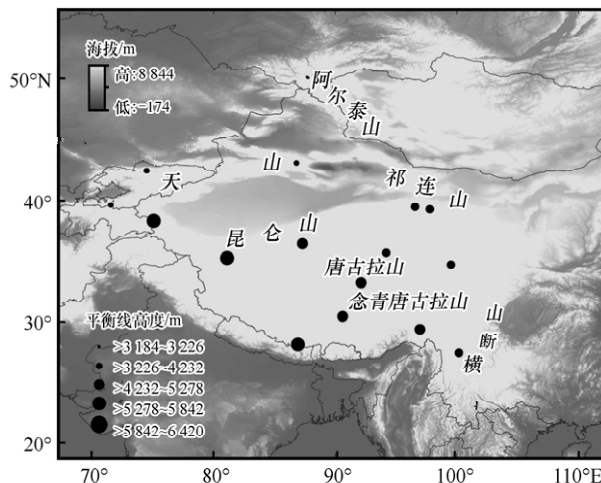 海拔/m
高:8 844
低:-174
50°N
40°
30°
20°
阿尔泰山
天山
祁连山
昆仑山
唐古拉山
念青唐古拉山
横断山
平衡线高度/m
>3 184~3 226
>3 226~4 232
>4 232~5 278
>5 278~5 842
>5 842~6 420
70°
80°
90°
100°
110°E